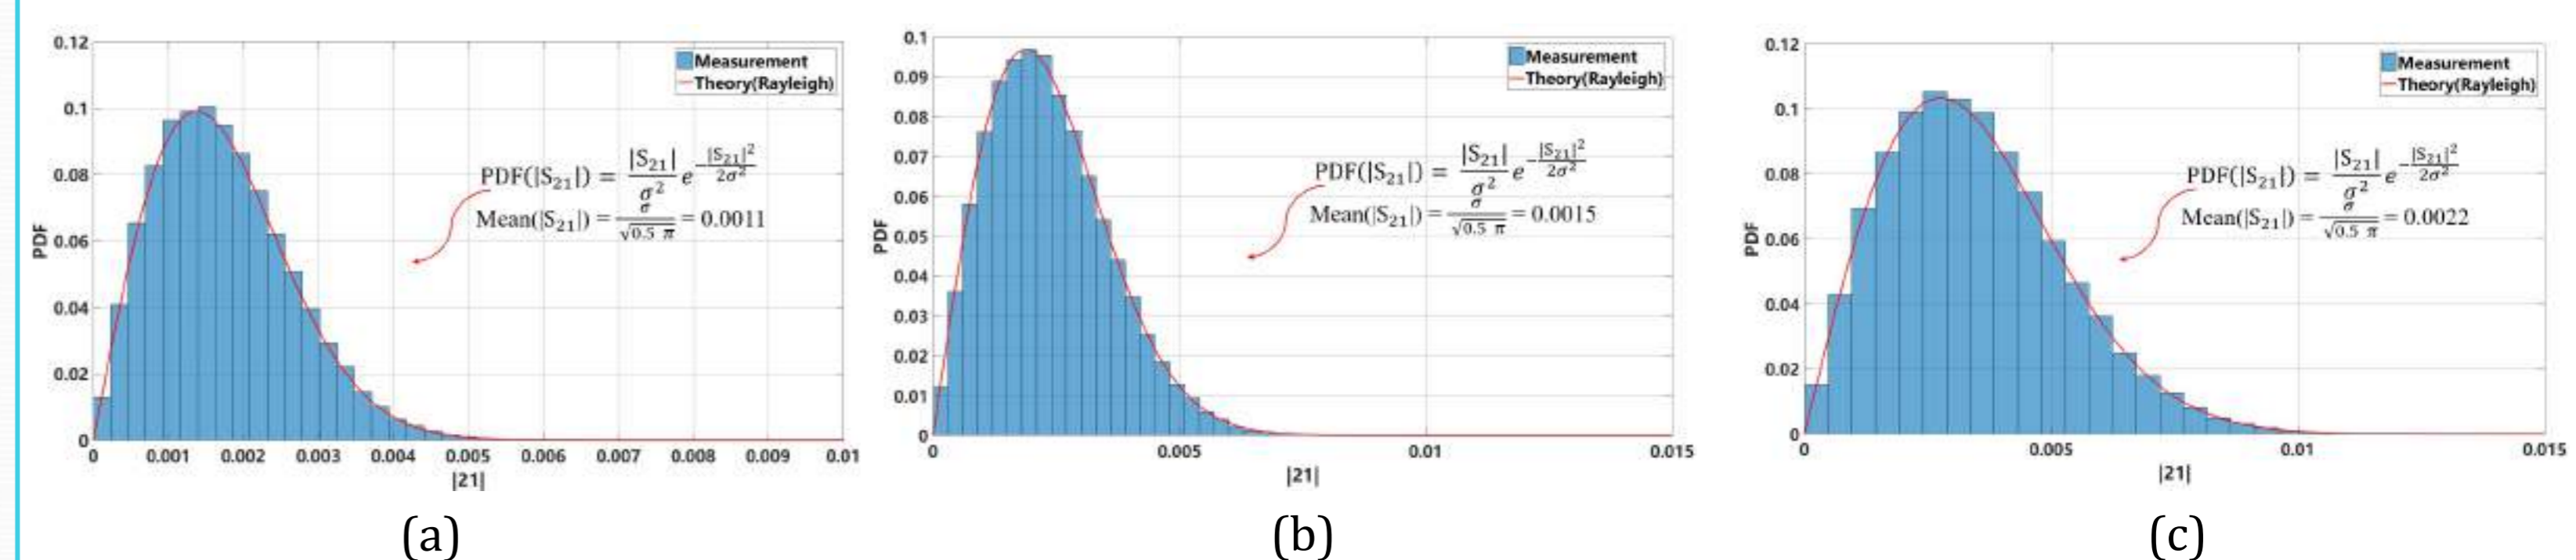 0.12
0.1
0.08
0.06
0.04
0.02
0
PDF
Measurement
Theory(Rayleigh)
PDF(|S₂₁|) = |S₂₁|/σ² e^(-|S₂₁|²/2σ²)
Mean(|S₂₁|) = σ/√0.5 π = 0.0011
0 0.001 0.002 0.003 0.004 0.005 0.006 0.007 0.008 0.009 0.01
|21|
(a)
0.1
0.09
0.08
0.07
0.06
0.05
0.04
0.03
0.02
0.01
0
PDF
Measurement
Theory(Rayleigh)
PDF(|S₂₁|) = |S₂₁|/σ² e^(-|S₂₁|²/2σ²)
Mean(|S₂₁|) = σ/√0.5 π = 0.0015
0 0.005 0.01 0.015
|21|
(b)
0.12
0.1
0.08
0.06
0.04
0.02
0
PDF
Measurement
Theory(Rayleigh)
PDF(|S₂₁|) = |S₂₁|/σ² e^(-|S₂₁|²/2σ²)
Mean(|S₂₁|) = σ/√0.5 π = 0.0022
0 0.005 0.01 0.015
|21|
(c)